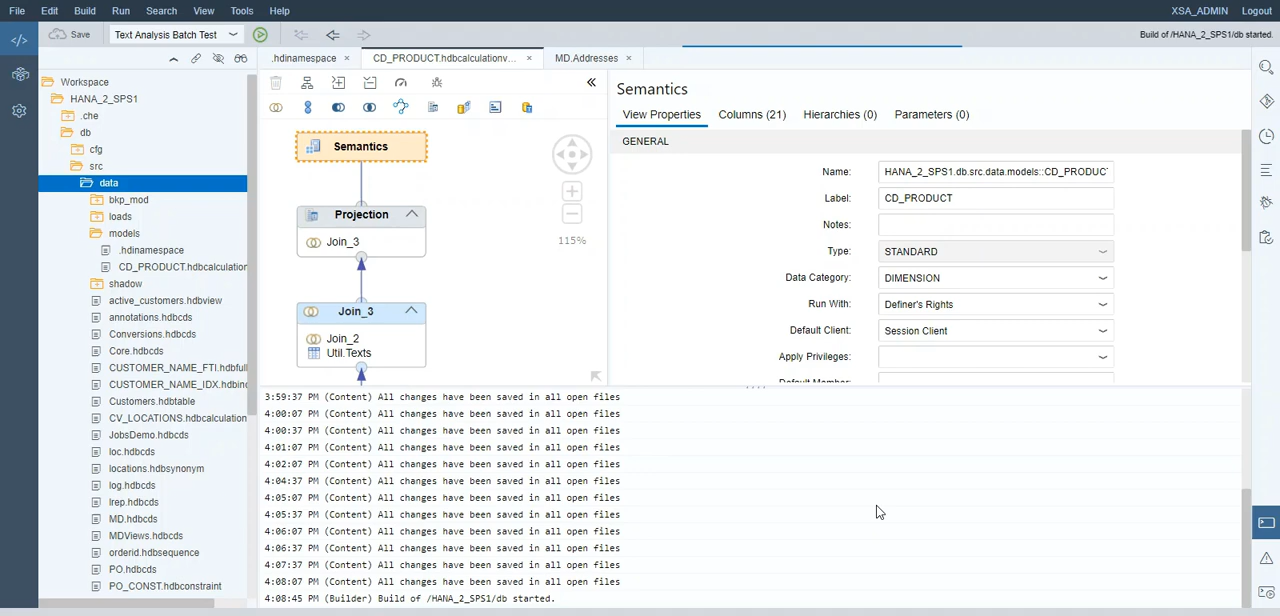 File Edit Build Run Search View Tools Help XSA_ADMIN Logout
Save Text Analysis Batch Test Build of /HANA_2_SPS1/db started.
.hdinamespace × CD_PRODUCT.hdbcalculationv... × MD.Addresses ×
Workspace
HANA_2_SPS1
.che
db
cfg
src
data
bkp_mod
loads
models
.hdinamespace
CD_PRODUCT.hdbcalculation
shadow
active_customers.hdbview
annotations.hdbcds
Conversions.hdbcds
Core.hdbcds
CUSTOMER_NAME_FTI.hdbfull
CUSTOMER_NAME_IDX.hdbind
Customers.hdbtable
CV_LOCATIONS.hdbcalculation
JobsDemo.hdbcds
loc.hdbcds
locations.hdbsynonym
log.hdbcds
lrep.hdbcds
MD.hdbcds
MDViews.hdbcds
orderid.hdbsequence
PO.hdbcds
PO_CONST.hdbconstraint
Semantics
Projection
Join_3
Join_3
Join_2
Util.Texts
115%
Semantics
View Properties Columns (21) Hierarchies (0) Parameters (0)
GENERAL
Name: HANA_2_SPS1.db.src.data.models::CD_PRODUCT
Label: CD_PRODUCT
Notes:
Type: STANDARD
Data Category: DIMENSION
Run With: Definer's Rights
Default Client: Session Client
Apply Privileges:
Default Member:
3:59:37 PM (Content) All changes have been saved in all open files
4:00:07 PM (Content) All changes have been saved in all open files
4:00:37 PM (Content) All changes have been saved in all open files
4:01:07 PM (Content) All changes have been saved in all open files
4:02:07 PM (Content) All changes have been saved in all open files
4:04:37 PM (Content) All changes have been saved in all open files
4:05:07 PM (Content) All changes have been saved in all open files
4:05:37 PM (Content) All changes have been saved in all open files
4:06:07 PM (Content) All changes have been saved in all open files
4:06:37 PM (Content) All changes have been saved in all open files
4:07:37 PM (Content) All changes have been saved in all open files
4:08:07 PM (Content) All changes have been saved in all open files
4:08:45 PM (Builder) Build of /HANA_2_SPS1/db started.